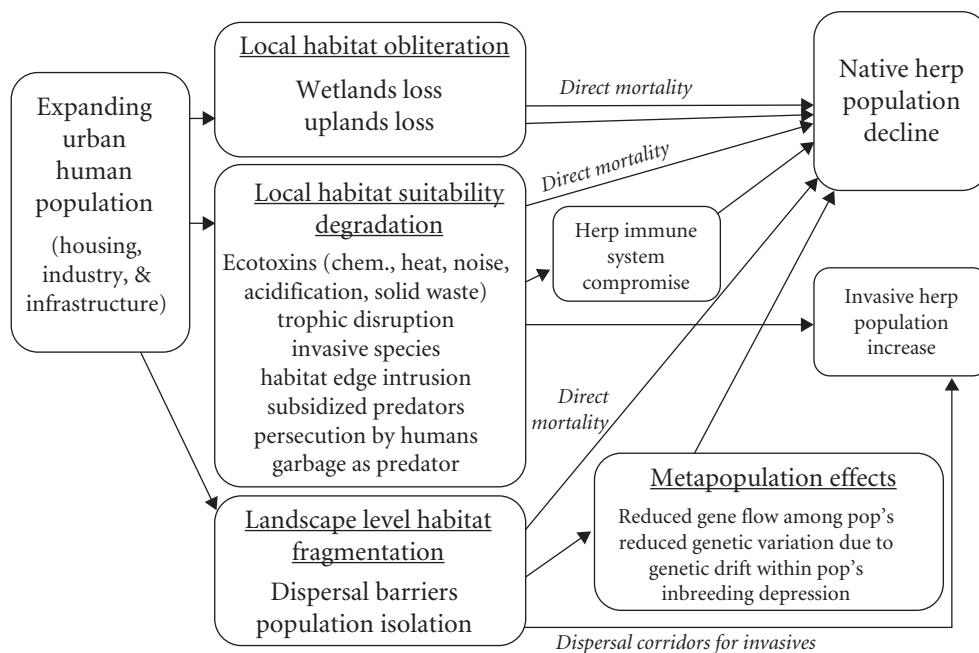 Expanding
urban
human
population
(housing,
industry, &
infrastructure)
Local habitat obliteration
Wetlands loss
uplands loss
Local habitat suitability
degradation
Ecotoxins (chem., heat, noise,
acidification, solid waste)
trophic disruption
invasive species
habitat edge intrusion
subsidized predators
persecution by humans
garbage as predator
Landscape level habitat
fragmentation
Dispersal barriers
population isolation
Direct mortality
Direct mortality
Herp immune
system
compromise
Direct
mortality
Metapopulation effects
Reduced gene flow among pop's
reduced genetic variation due to
genetic drift within pop's
inbreeding depression
Dispersal corridors for invasives
Native herp
population
decline
Invasive herp
population
increase